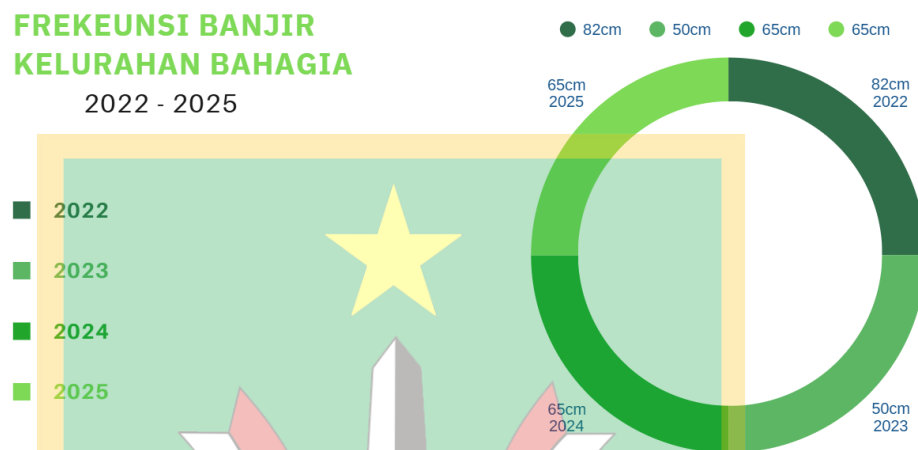 FREKEUNSI BANJIR
KELURAHAN BAHAGIA
2022 - 2025
2022
2023
2024
2025
82cm 50cm 65cm 65cm
65cm
2025
82cm
2022
65cm
2024
50cm
2023